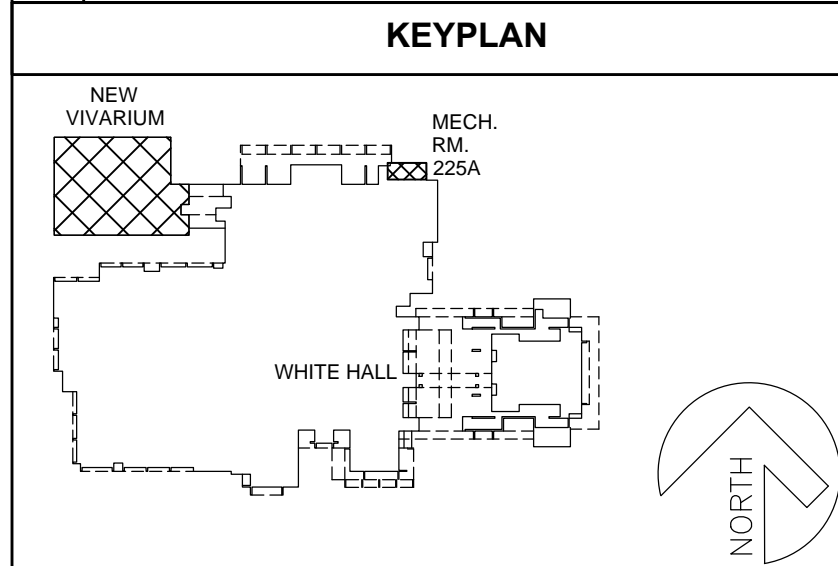 KEYPLAN
NEW
VIVARIUM
MECH.
RM.
225A
WHITE HALL
NORTH